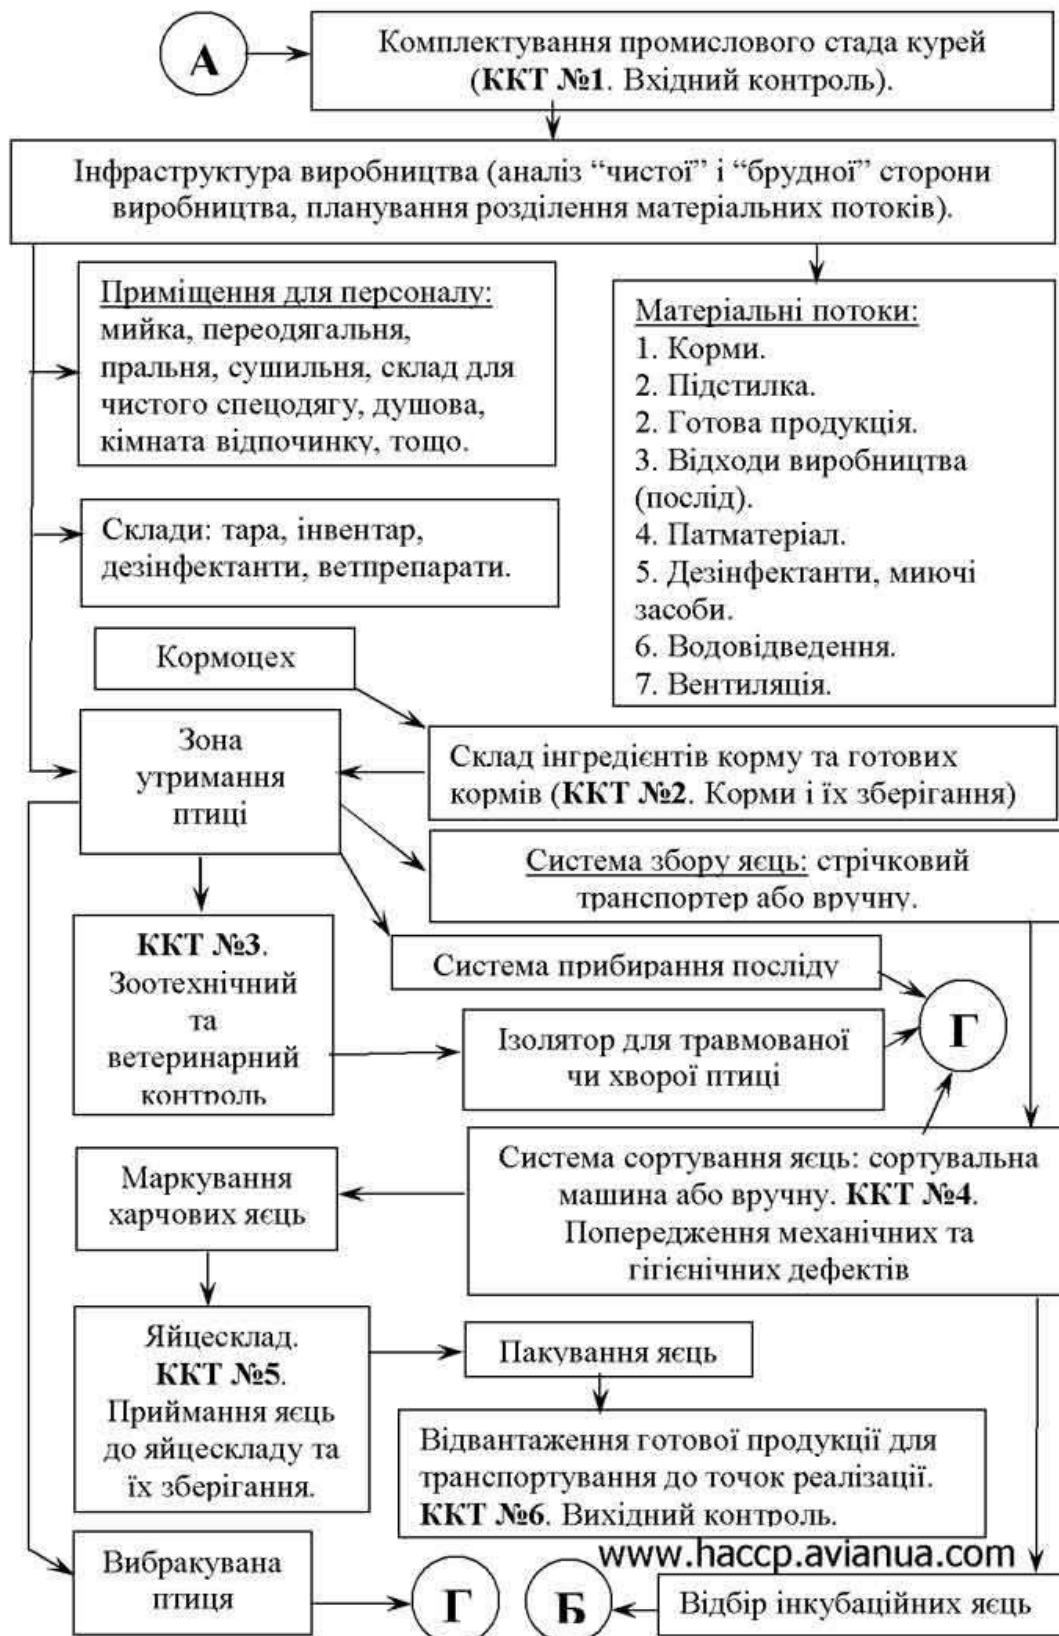 А
Комплектування промислового стада курей
(ККТ №1. Вхідний контроль).
Інфраструктура виробництва (аналіз “чистої” і “брудної” сторони
виробництва, планування розділення матеріальних потоків).
Приміщення для персоналу:
мийка, переодягальня,
пральня, сушильня, склад для
чистого спецодягу, душова,
кімната відпочинку, тощо.
Матеріальні потоки:
1. Корми.
2. Підстилка.
2. Готова продукція.
3. Відходи виробництва
(послід).
4. Патматеріал.
5. Дезінфектанти, миючі
засоби.
6. Водовідведення.
7. Вентиляція.
Склади: тара, інвентар,
дезінфектанти, ветпрепарати.
Кормоцех
Зона
утримання
птиці
Склад інгредієнтів корму та готових
кормів (ККТ №2. Корми і їх зберігання)
Система збору яєць: стрічковий
транспортер або вручну.
ККТ №3.
Зоотехнічний
та
ветеринарний
контроль
Система прибирання посліду
Г
Ізолятор для травмованої
чи хворої птиці
Маркування
харчових яєць
Система сортування яєць: сортувальна
машина або вручну. ККТ №4.
Попередження механічних та
гігієнічних дефектів
Яйцесклад.
ККТ №5.
Приймання яєць
до яйцескладу та
їх зберігання.
Пакування яєць
Відвантаження готової продукції для
транспортування до точок реалізації.
ККТ №6. Вихідний контроль.
www.haccp.avianua.com
Вибракувана
птиця
Г
Б
Відбір інкубаційних яєць